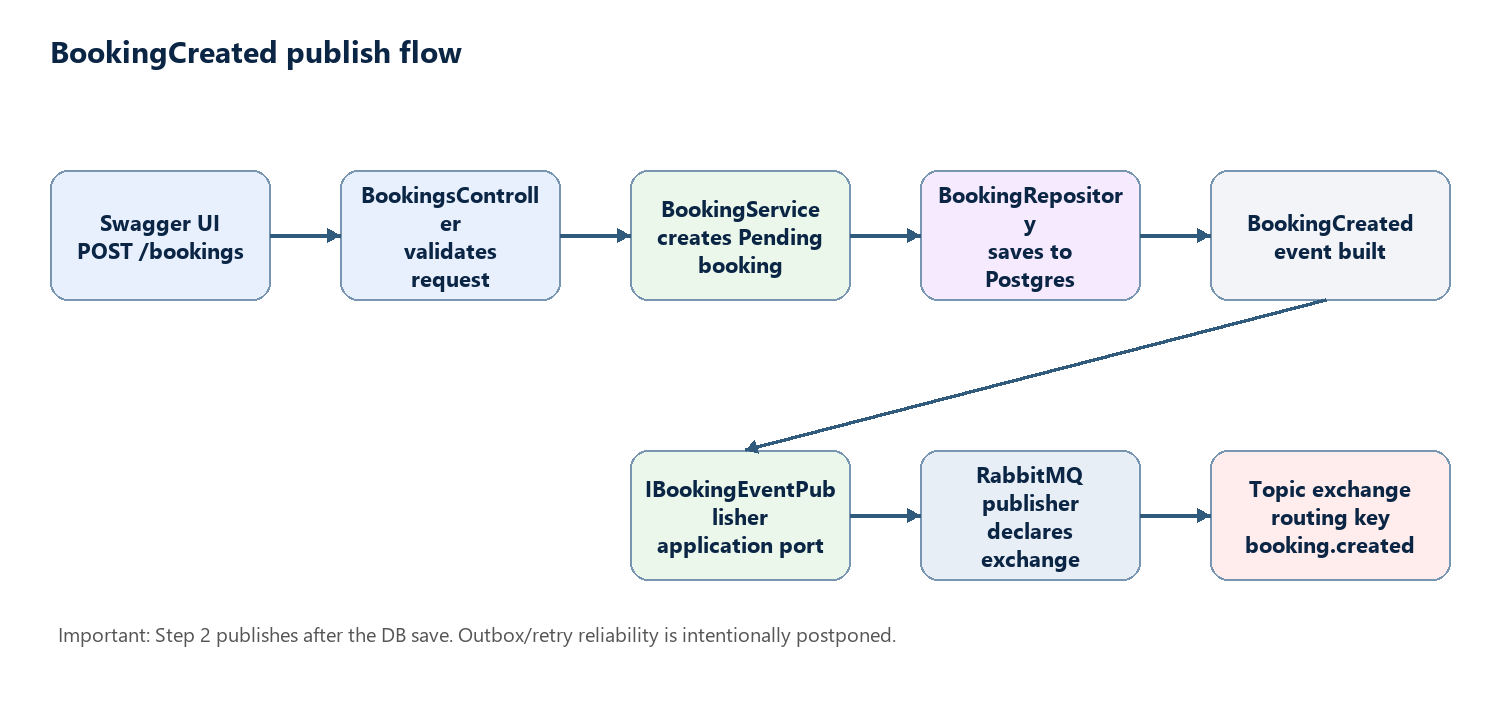 BookingCreated publish flow
Swagger UI
POST /bookings
BookingsControll
er
validates
request
BookingService
creates Pending
booking
BookingRepositor
y
saves to
Postgres
BookingCreated
event built
IBookingEventPub
lisher
application port
RabbitMQ
publisher
declares
exchange
Topic exchange
routing key
booking.created
Important: Step 2 publishes after the DB save. Outbox/retry reliability is intentionally postponed.